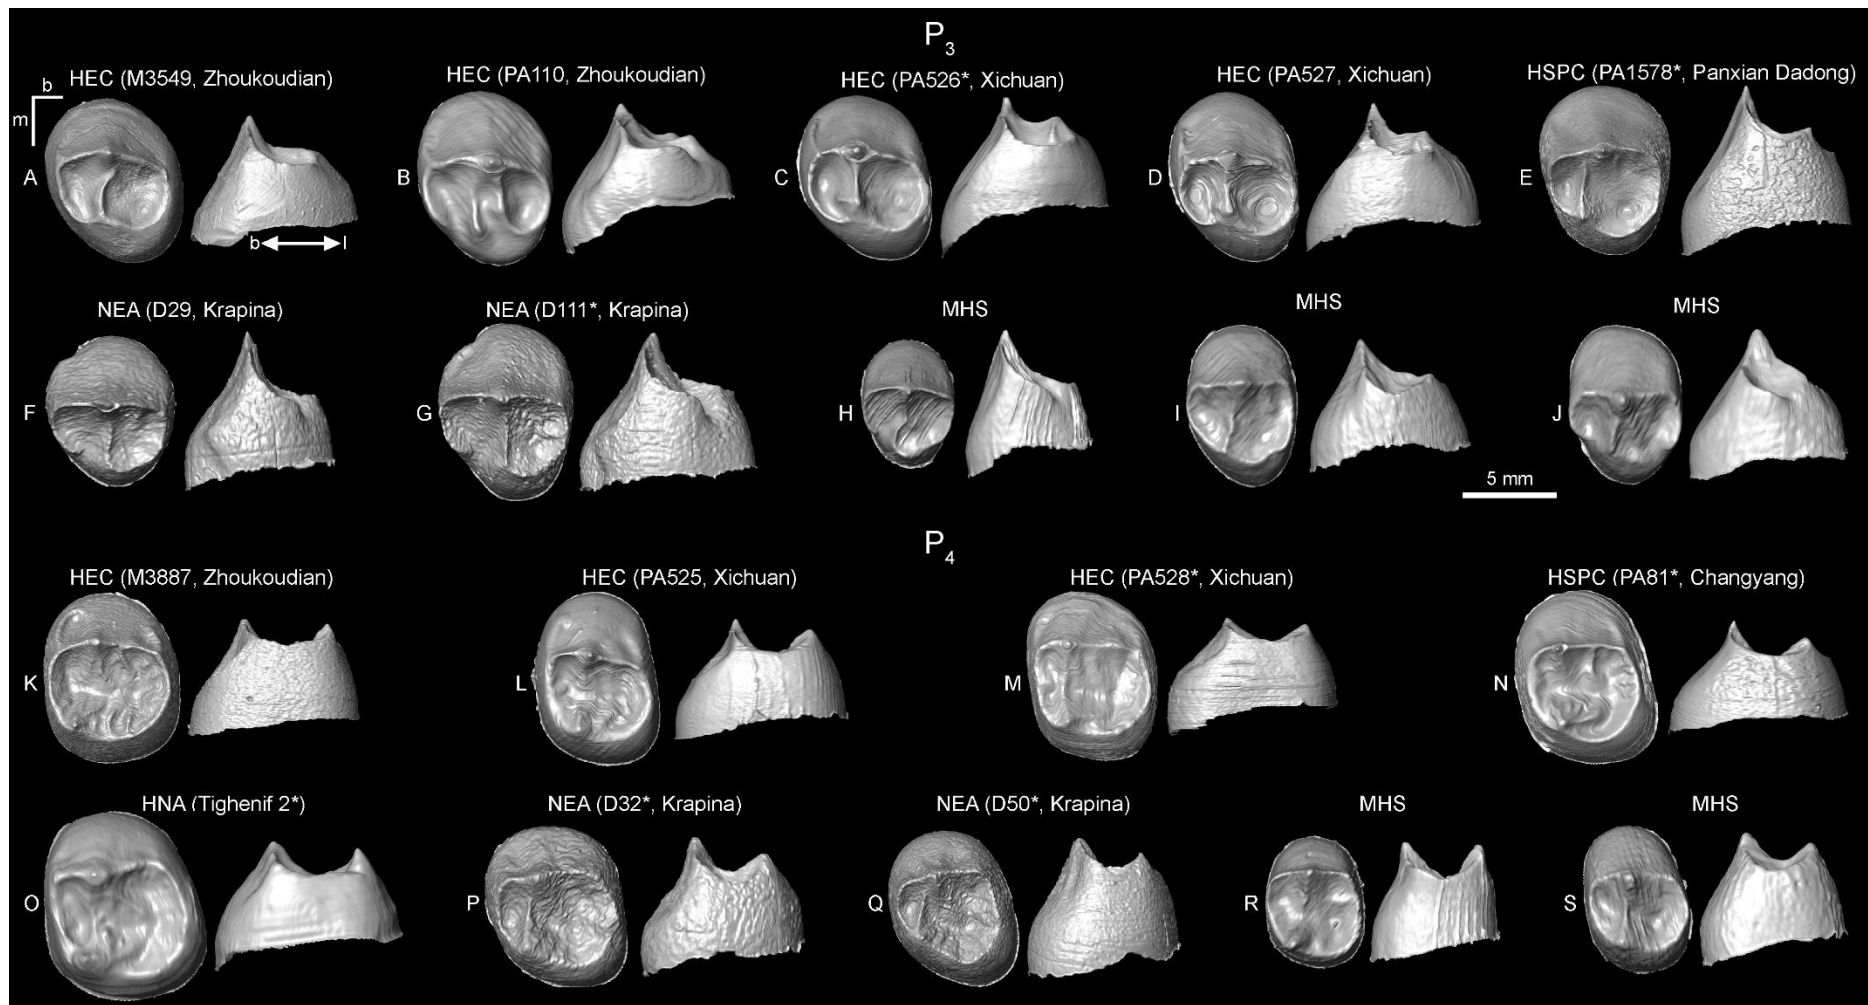 P3
HEC (M3549, Zhoukoudian)
HEC (PA110, Zhoukoudian)
HEC (PA526*, Xichuan)
HEC (PA527, Xichuan)
HSPC (PA1578*, Panxian Dadong)
b
m
A
b
l
B
C
D
E
NEA (D29, Krapina)
NEA (D111*, Krapina)
MHS
MHS
MHS
F
G
H
I
J
5 mm
P4
HEC (M3887, Zhoukoudian)
HEC (PA525, Xichuan)
HEC (PA528*, Xichuan)
HSPC (PA81*, Changyang)
K
L
M
N
HNA (Tighenif 2*)
NEA (D32*, Krapina)
NEA (D50*, Krapina)
MHS
MHS
O
P
Q
R
S